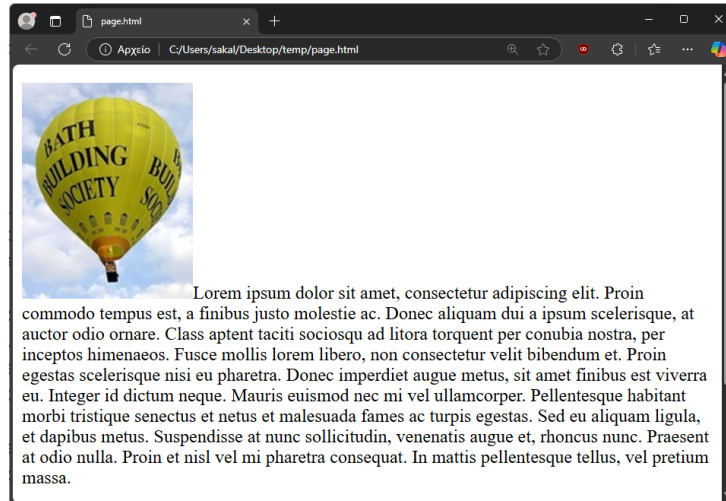 page.html
Αρχείο C:/Users/sakal/Desktop/temp/page.html
BATH
BUILDING
SOCIETY
Lorem ipsum dolor sit amet, consectetur adipiscing elit. Proin
commodo tempus est, a finibus justo molestie ac. Donec aliquam dui a ipsum scelerisque, at
auctor odio ornare. Class aptent taciti sociosqu ad litora torquent per conubia nostra, per
inceptos himenaeos. Fusce mollis lorem libero, non consectetur velit bibendum et. Proin
egestas scelerisque nisi eu pharetra. Donec imperdiet augue metus, sit amet finibus est viverra
eu. Integer id dictum neque. Mauris euismod nec mi vel ullamcorper. Pellentesque habitant
morbi tristique senectus et netus et malesuada fames ac turpis egestas. Sed eu aliquam ligula,
et dapibus metus. Suspendisse at nunc sollicitudin, venenatis augue et, rhoncus nunc. Praesent
at odio nulla. Proin et nisl vel mi pharetra consequat. In mattis pellentesque tellus, vel pretium
massa.